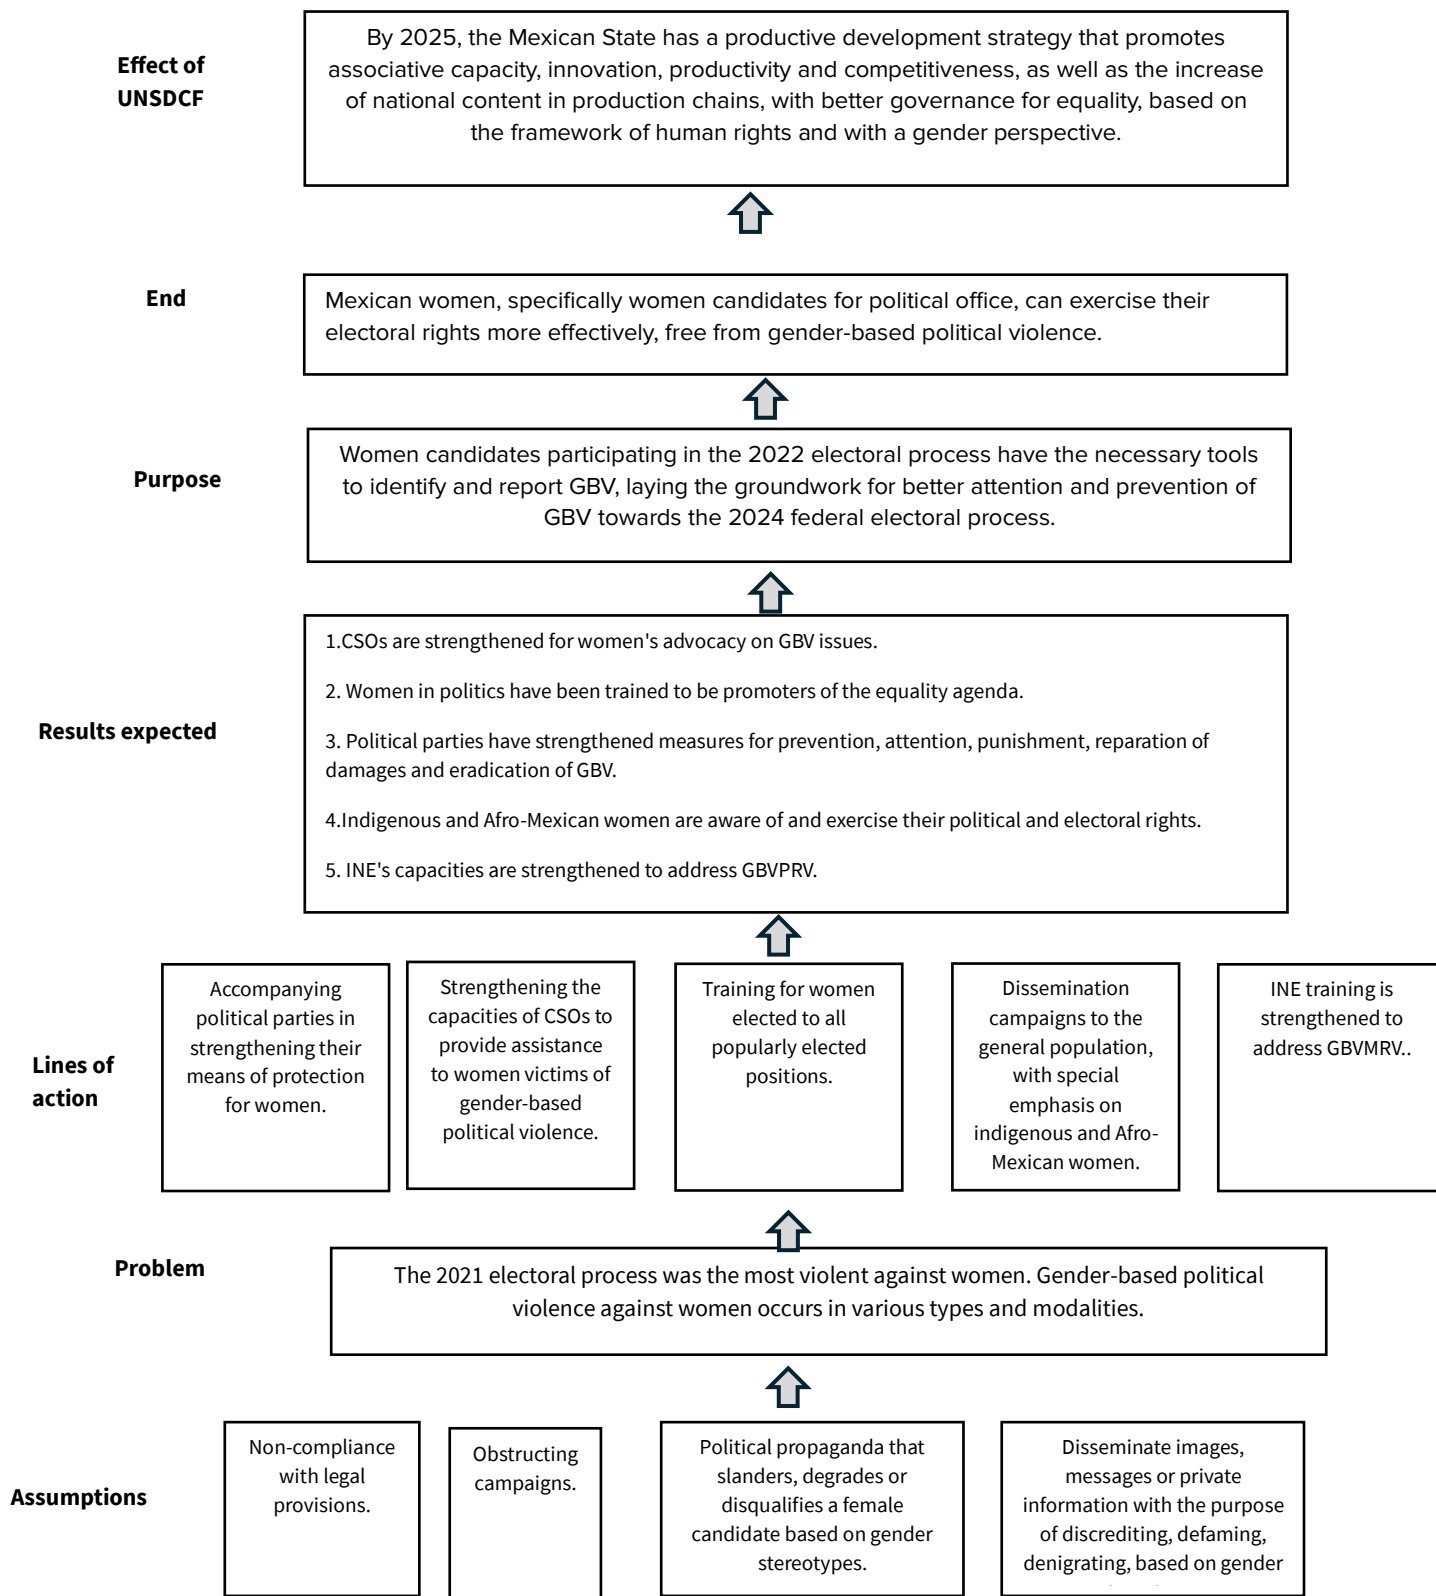 Effect of
UNSDCF
By 2025, the Mexican State has a productive development strategy that promotes
associative capacity, innovation, productivity and competitiveness, as well as the increase
of national content in production chains, with better governance for equality, based on
the framework of human rights and with a gender perspective.
End
Mexican women, specifically women candidates for political office, can exercise their
electoral rights more effectively, free from gender-based political violence.
Purpose
Women candidates participating in the 2022 electoral process have the necessary tools
to identify and report GBV, laying the groundwork for better attention and prevention of
GBV towards the 2024 federal electoral process.
Results expected
1.CSOs are strengthened for women's advocacy on GBV issues.
2. Women in politics have been trained to be promoters of the equality agenda.
3. Political parties have strengthened measures for prevention, attention, punishment, reparation of
damages and eradication of GBV.
4.Indigenous and Afro-Mexican women are aware of and exercise their political and electoral rights.
5. INE's capacities are strengthened to address GBVPRV.
Lines of
action
Accompanying
political parties in
strengthening their
means of protection
for women.
Strengthening the
capacities of CSOs to
provide assistance
to women victims of
gender-based
political violence.
Training for women
elected to all
popularly elected
positions.
Dissemination
campaigns to the
general population,
with special
emphasis on
indigenous and Afro-
Mexican women.
INE training is
strengthened to
address GBVMRV..
Problem
The 2021 electoral process was the most violent against women. Gender-based political
violence against women occurs in various types and modalities.
Assumptions
Non-compliance
with legal
provisions.
Obstructing
campaigns.
Political propaganda that
slanders, degrades or
disqualifies a female
candidate based on gender
stereotypes.
Disseminate images,
messages or private
information with the purpose
of discrediting, defaming,
denigrating, based on gender